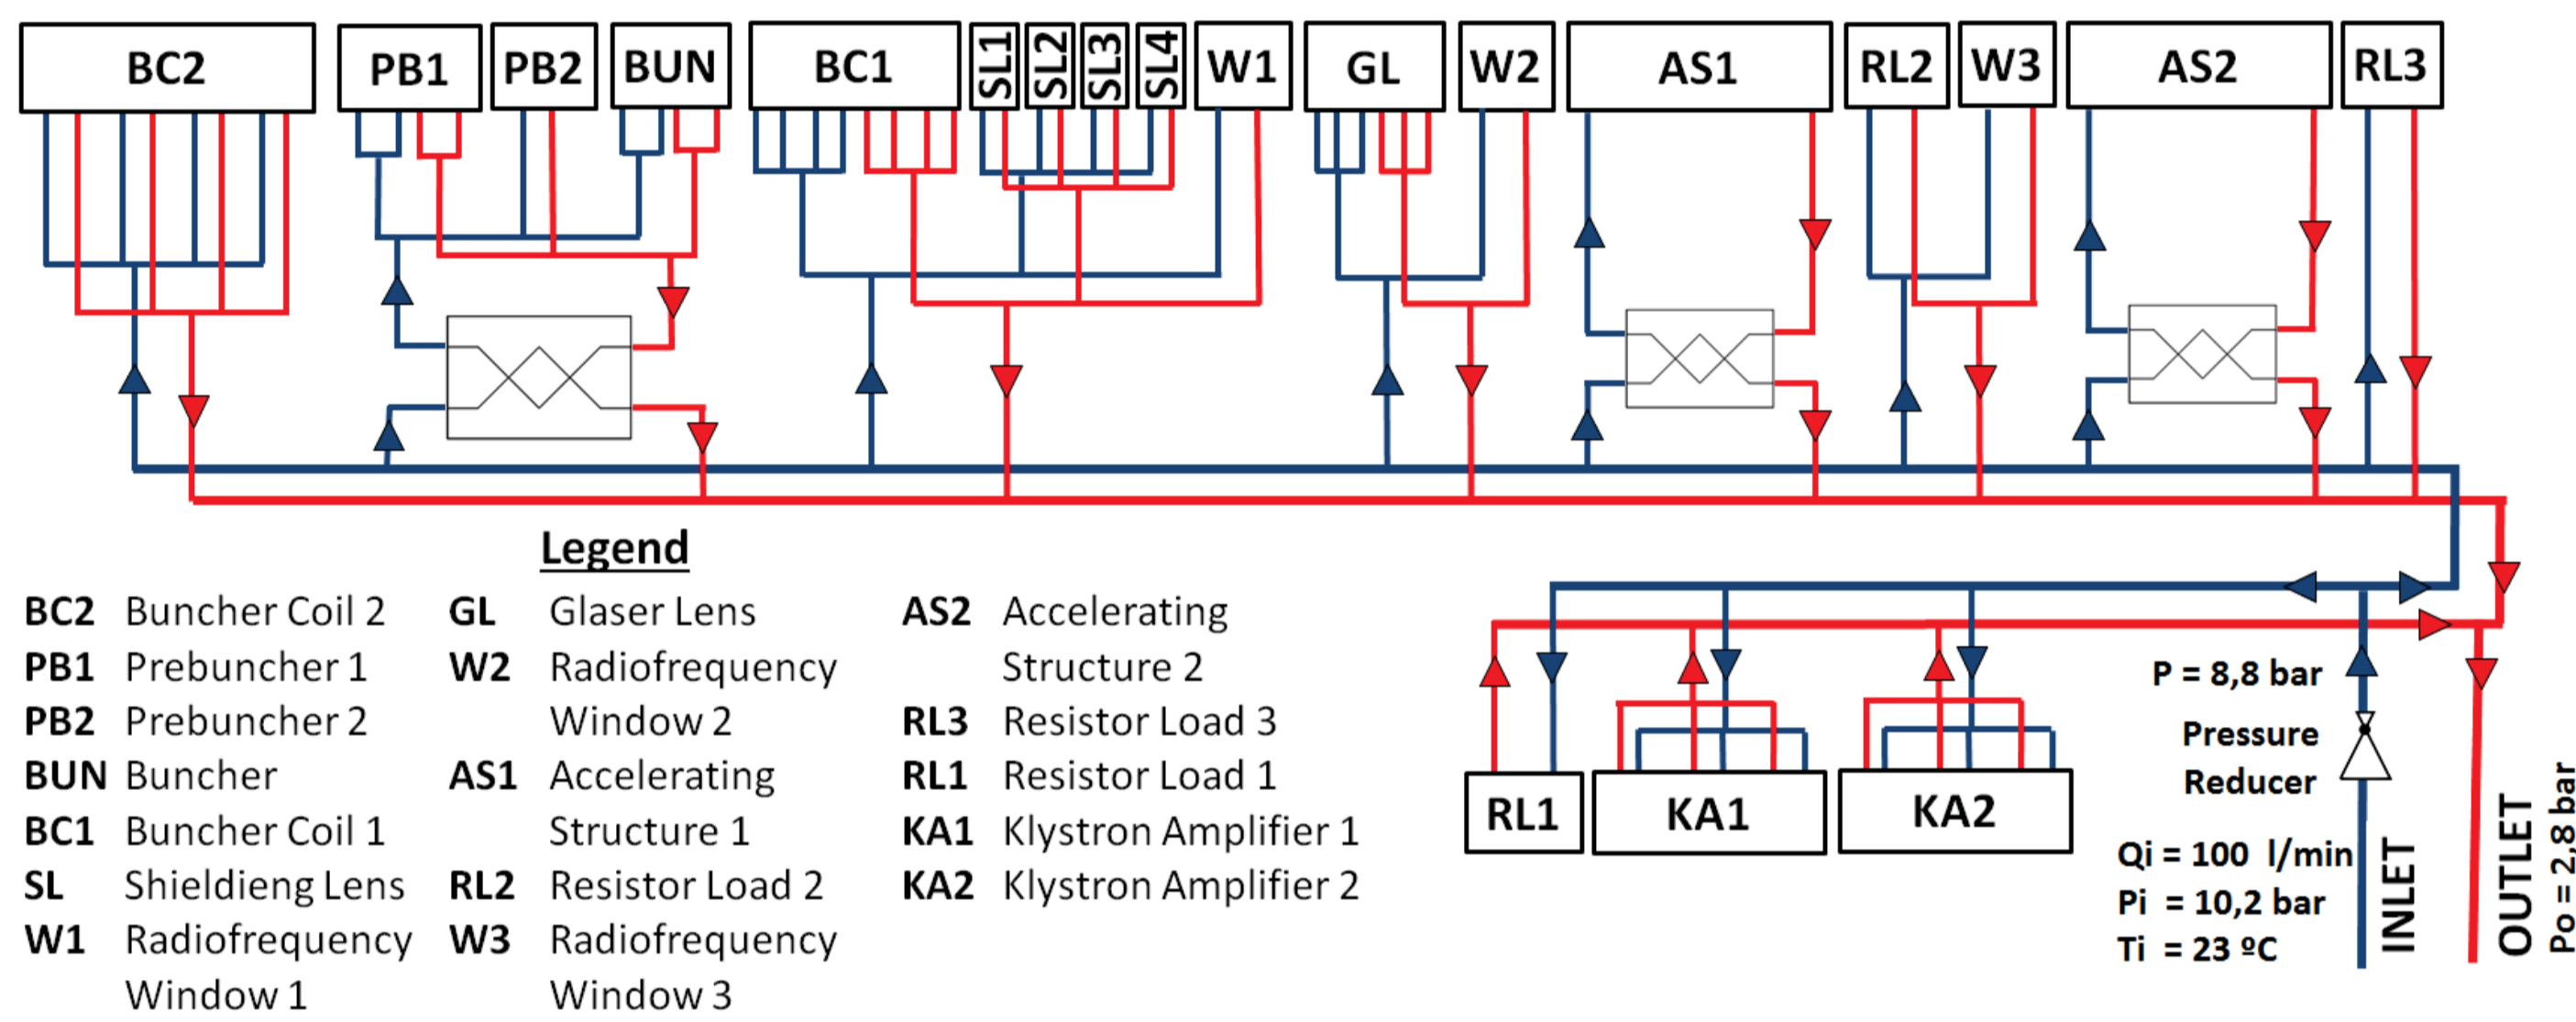 BC2 PB1 PB2 BUN BC1 SL1 SL2 SL3 SL4 W1 GL W2 AS1 RL2 W3 AS2 RL3
Legend
BC2 Buncher Coil 2
PB1 Prebuncher 1
PB2 Prebuncher 2
BUN Buncher
BC1 Buncher Coil 1
SL Shieldieng Lens
W1 Radiofrequency
Window 1
GL Glaser Lens
W2 Radiofrequency
Window 2
AS1 Accelerating
Structure 1
RL2 Resistor Load 2
W3 Radiofrequency
Window 3
AS2 Accelerating
Structure 2
RL3 Resistor Load 3
RL1 Resistor Load 1
KA1 Klystron Amplifier 1
KA2 Klystron Amplifier 2
RL1 KA1 KA2
P = 8,8 bar
Pressure
Reducer
Qi = 100 l/min
Pi = 10,2 bar
Ti = 23 ºC
INLET
OUTLET
Po = 2,8 bar